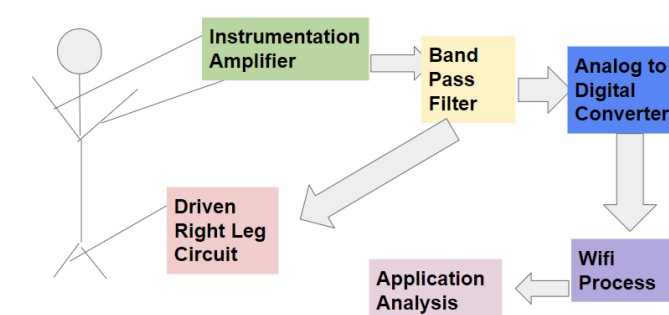 Instrumentation
Amplifier
Band
Pass
Filter
Analog to
Digital
Converter
Driven
Right Leg
Circuit
Wifi
Process
Application
Analysis